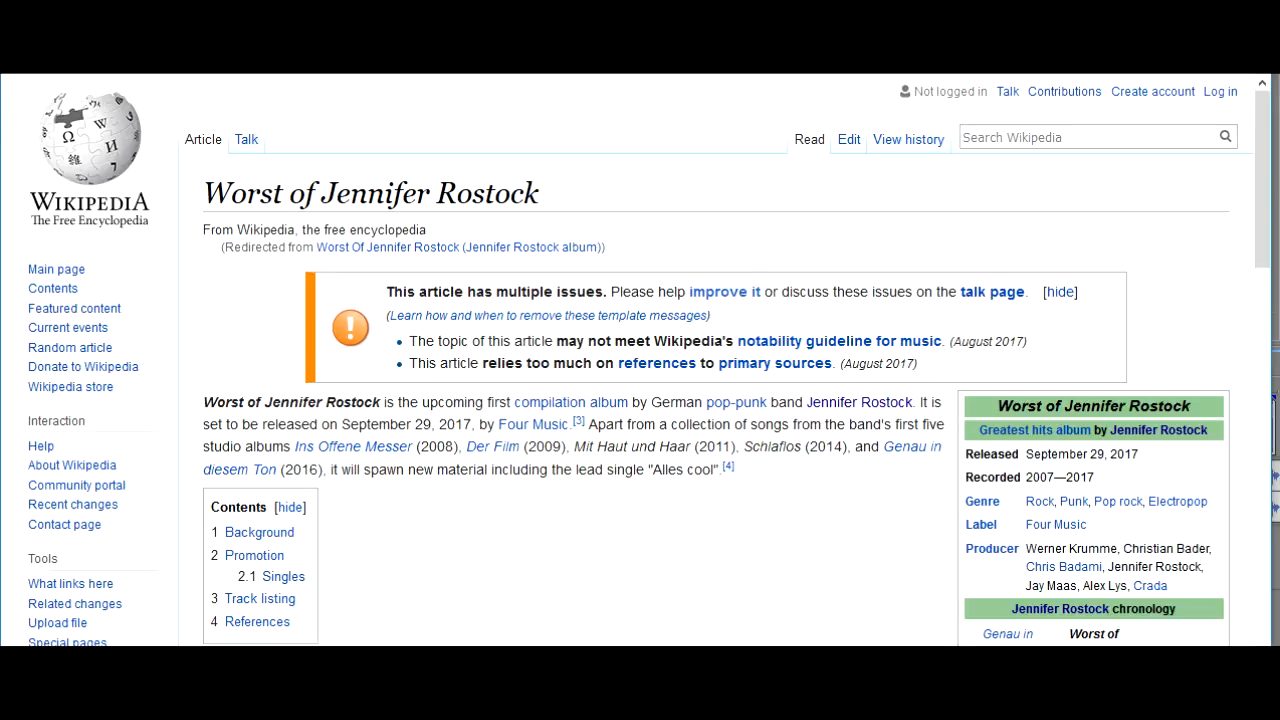 Not logged in Talk Contributions Create account Log in
Article Talk Read Edit View history Search Wikipedia
WIKIPEDIA
The Free Encyclopedia
Main page
Contents
Featured content
Current events
Random article
Donate to Wikipedia
Wikipedia store
Interaction
Help
About Wikipedia
Community portal
Recent changes
Contact page
Tools
What links here
Related changes
Upload file
Special pages
Worst of Jennifer Rostock
From Wikipedia, the free encyclopedia
(Redirected from Worst Of Jennifer Rostock (Jennifer Rostock album))
This article has multiple issues. Please help improve it or discuss these issues on the talk page. [hide]
(Learn how and when to remove these template messages)
• The topic of this article may not meet Wikipedia's notability guideline for music. (August 2017)
• This article relies too much on references to primary sources. (August 2017)
Worst of Jennifer Rostock is the upcoming first compilation album by German pop-punk band Jennifer Rostock. It is
set to be released on September 29, 2017, by Four Music.[3] Apart from a collection of songs from the band's first five
studio albums Ins Offene Messer (2008), Der Film (2009), Mit Haut und Haar (2011), Schlaflos (2014), and Genau in
diesem Ton (2016), it will spawn new material including the lead single "Alles cool".[4]
Contents [hide]
1 Background
2 Promotion
2.1 Singles
3 Track listing
4 References
Worst of Jennifer Rostock
Greatest hits album by Jennifer Rostock
Released September 29, 2017
Recorded 2007—2017
Genre Rock, Punk, Pop rock, Electropop
Label Four Music
Producer Werner Krumme, Christian Bader,
Chris Badami, Jennifer Rostock,
Jay Maas, Alex Lys, Crada
Jennifer Rostock chronology
Genau in Worst of